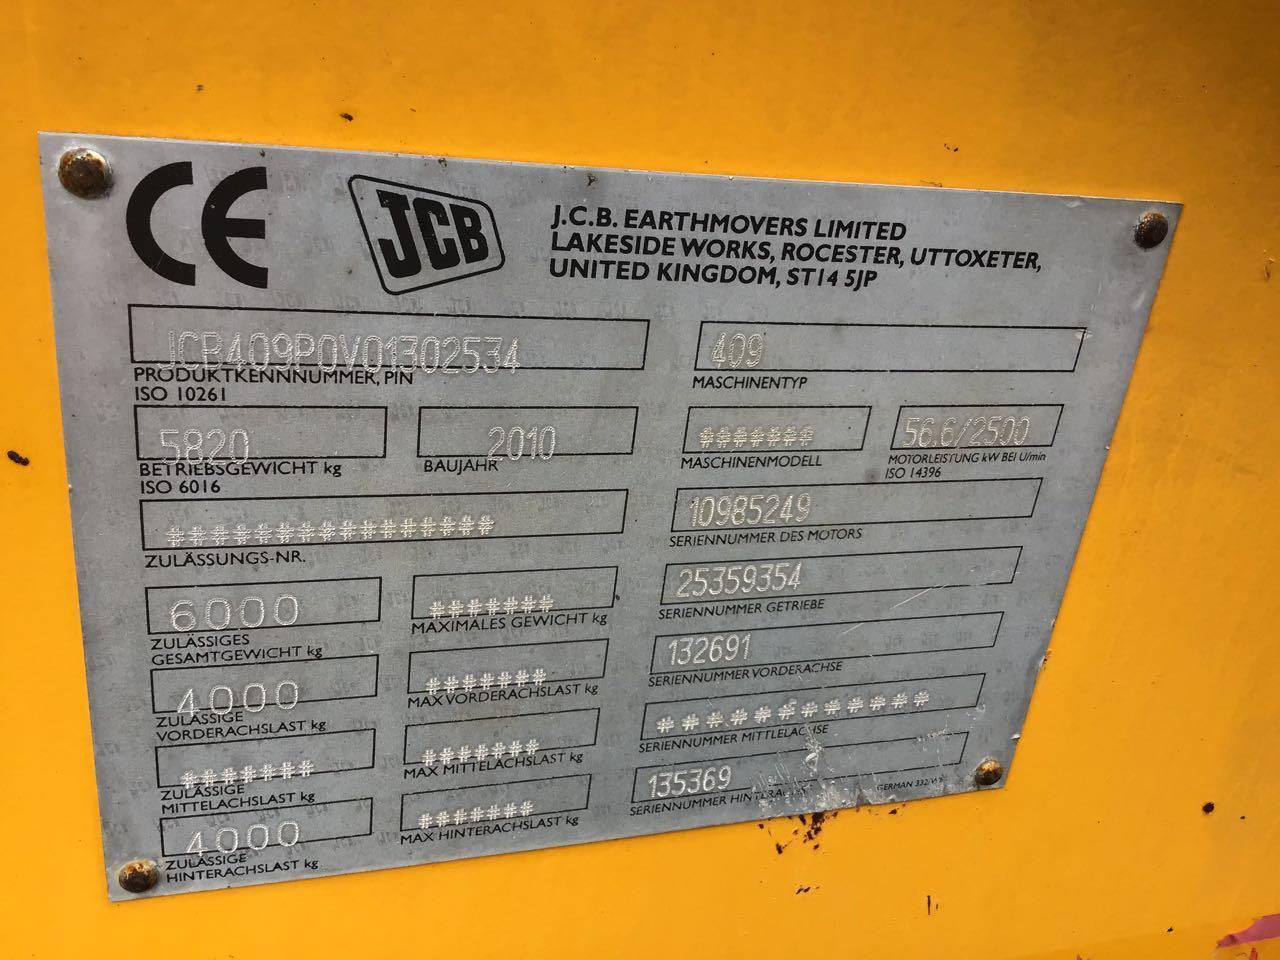 CE
JCB
J.C.B. EARTHMOVERS LIMITED
LAKESIDE WORKS, ROCESTER, UTTOXETER,
UNITED KINGDOM, ST14 5JP
JCB409P0V01302534
PRODUKTKENNNUMMER, PIN
ISO 10261
409
MASCHINENTYP
5820
BETRIEBSGEWICHT kg
ISO 6016
2010
BAUJAHR
#######
MASCHINENMODELL
56.6/2500
MOTORLEISTUNG kW BEI U/min
ISO 14396
###############
ZULÄSSUNGS-NR.
10985249
SERIENNUMMER DES MOTORS
6000
ZULÄSSIGES
GESAMTGEWICHT kg
#######
MAXIMALES GEWICHT kg
25359354
SERIENNUMMER GETRIEBE
4000
ZULÄSSIGE
VORDERACHSLAST kg
#######
MAX VORDERACHSLAST kg
132691
SERIENNUMMER VORDERACHSE
#######
ZULÄSSIGE
MITTELACHSLAST kg
#######
MAX MITTELACHSLAST kg
############
SERIENNUMMER MITTLELACHSE
4000
ZULÄSSIGE
HINTERACHSLAST kg
#######
MAX HINTERACHSLAST kg
135369
SERIENNUMMER
GERMAN